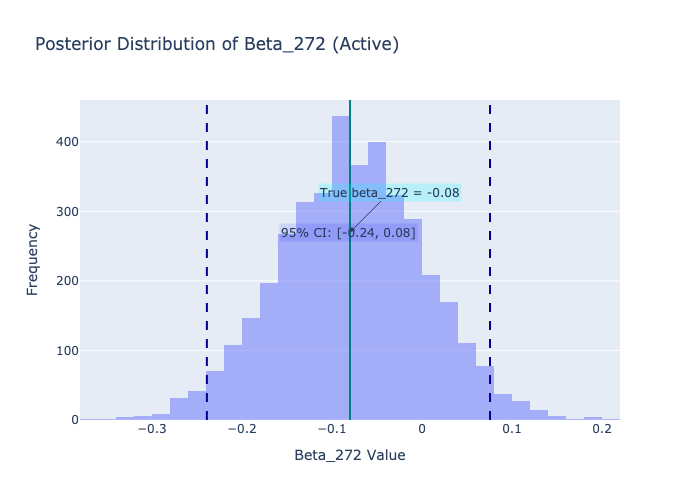 Posterior Distribution of Beta_272 (Active)
400
300
200
100
0
Frequency
True beta_272 = -0.08
95% CI: [-0.24, 0.08]
−0.3
−0.2
−0.1
0
0.1
0.2
Beta_272 Value